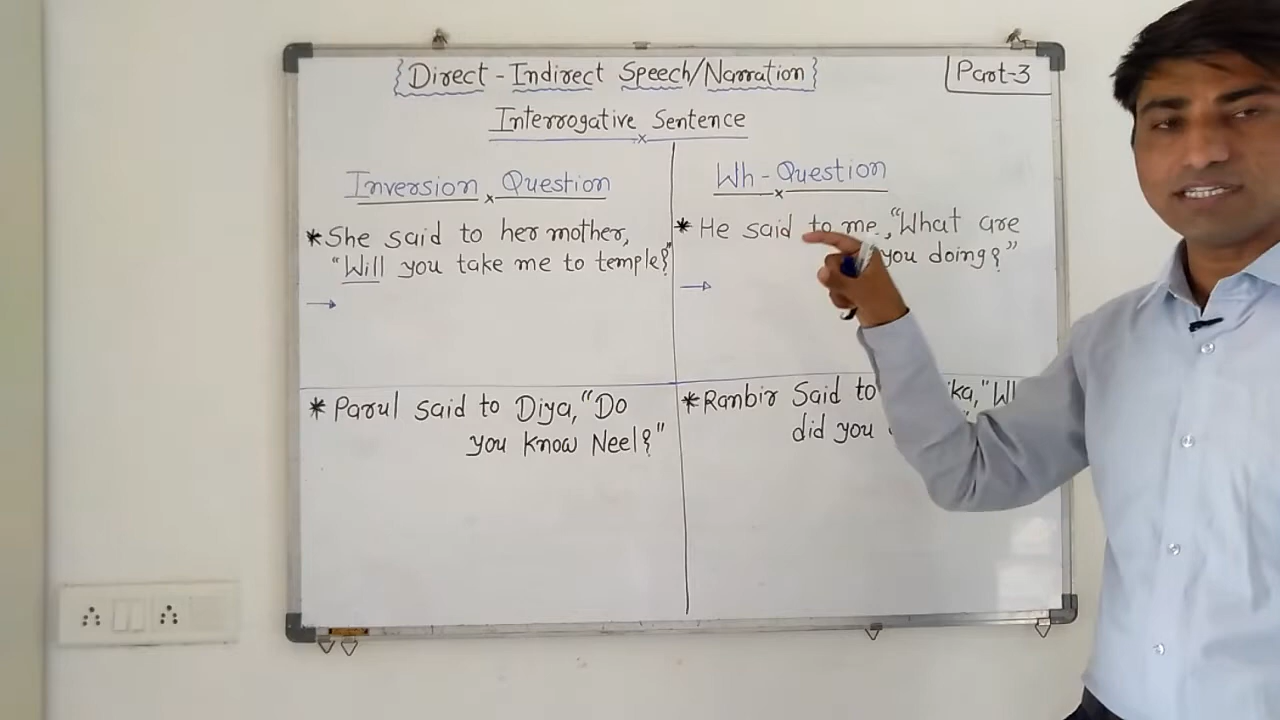 {Direct - Indirect Speech/Narration}
Part-3
Interrogative Sentence
Inversion Question
*She said to her mother,
"Will you take me to temple?"
→
Wh - Question
*He said to me, "What are
you doing?"
→
*Parul said to Diya, "Do
you know Neel?"
*Ranbir Said to
did you